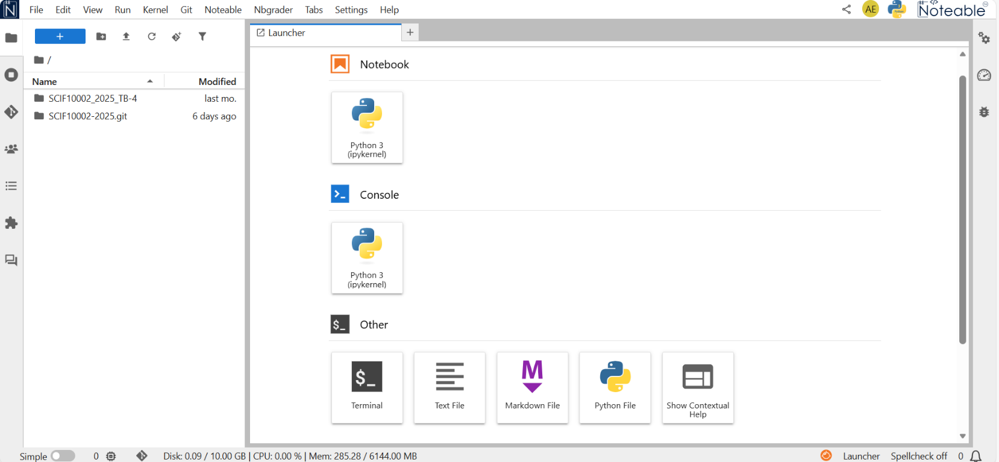 File Edit View Run Kernel Git Noteable Nbgrader Tabs Settings Help
AE
Noteable
Launcher
/
Name Modified
SCIF10002_2025_TB-4 last mo.
SCIF10002-2025.git 6 days ago
Notebook
Python 3
(ipykernel)
Console
Python 3
(ipykernel)
$_ Other
$_
Terminal
Text File
M
Markdown File
Python File
Show Contextual
Help
Simple 0 Disk: 0.09 / 10.00 GB | CPU: 0.00 % | Mem: 285.28 / 6144.00 MB Launcher Spellcheck off 0